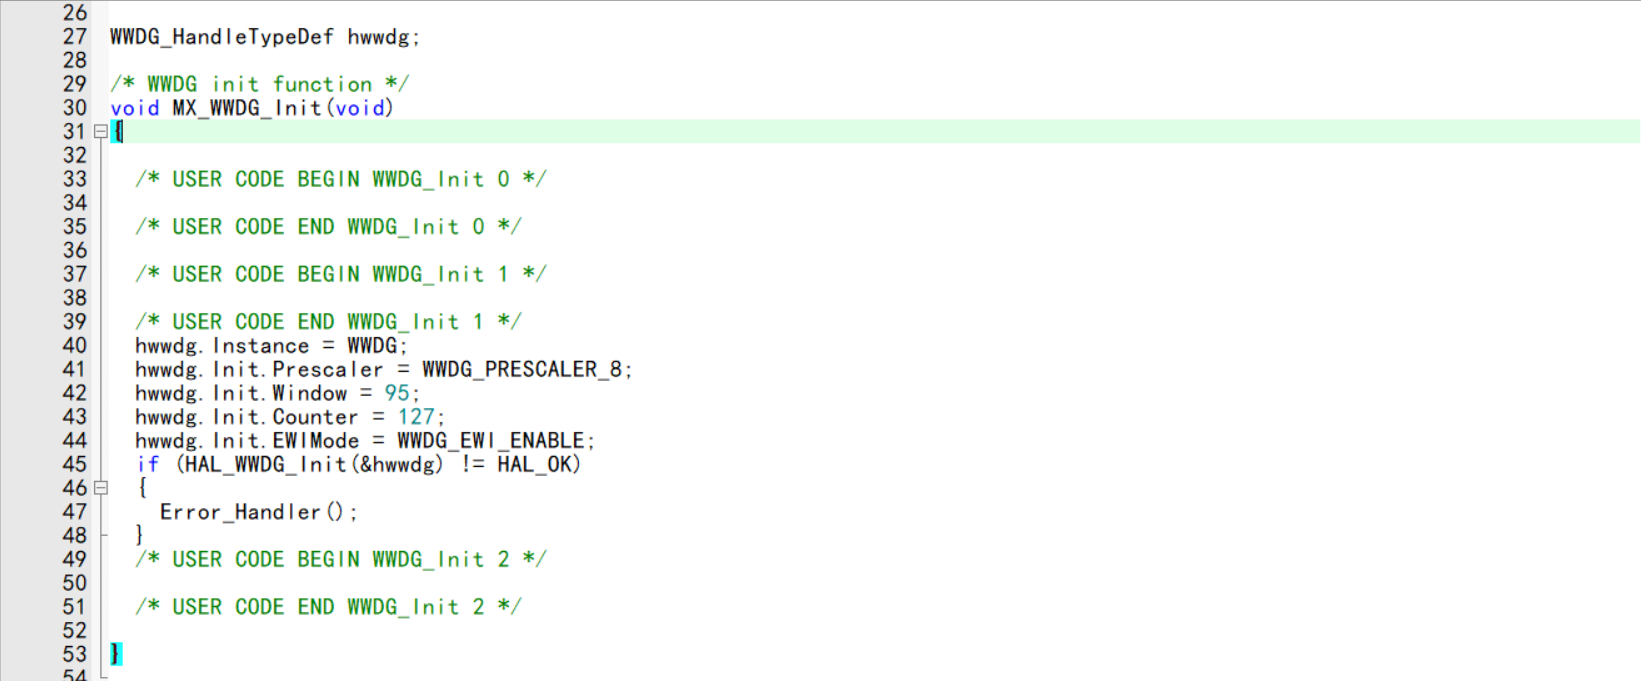 26
27 WWDG_HandleTypeDef hwwdg;
28
29 /* WWDG init function */
30 void MX_WWDG_Init(void)
31 {
32
33 /* USER CODE BEGIN WWDG_Init 0 */
34
35 /* USER CODE END WWDG_Init 0 */
36
37 /* USER CODE BEGIN WWDG_Init 1 */
38
39 /* USER CODE END WWDG_Init 1 */
40 hwwdg.Instance = WWDG;
41 hwwdg.Init.Prescaler = WWDG_PRESCALER_8;
42 hwwdg.Init.Window = 95;
43 hwwdg.Init.Counter = 127;
44 hwwdg.Init.EWIMode = WWDG_EWI_ENABLE;
45 if (HAL_WWDG_Init(&hwwdg) != HAL_OK)
46 {
47 Error_Handler();
48 }
49 /* USER CODE BEGIN WWDG_Init 2 */
50
51 /* USER CODE END WWDG_Init 2 */
52
53 }
54